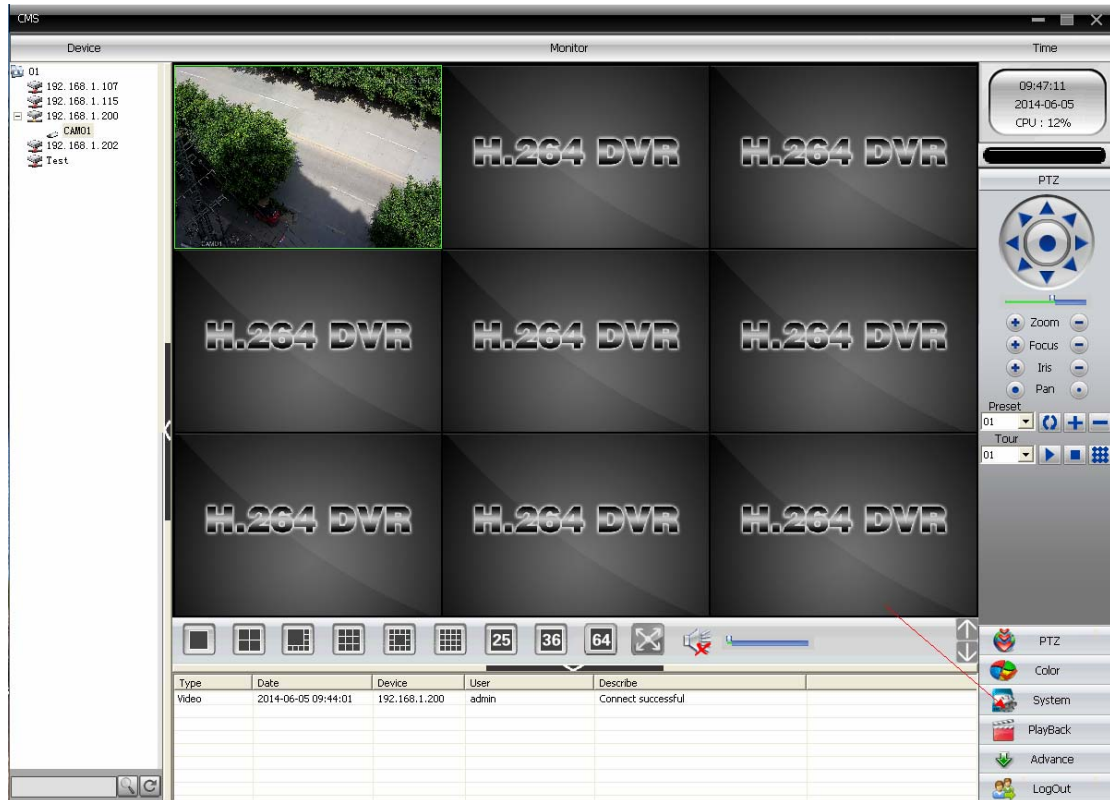 CMS
Device Monitor Time
01
192.168.1.107
192.168.1.115
192.168.1.200
CAM01
192.168.1.202
Test
CAM01
H.264 DVR H.264 DVR
H.264 DVR H.264 DVR H.264 DVR
H.264 DVR H.264 DVR H.264 DVR
09:47:11
2014-06-05
CPU : 12%
PTZ
Zoom
Focus
Iris
Pan
Preset
01
Tour
01
25 36 64
PTZ
Color
System
PlayBack
Advance
LogOut
Type Date Device User Describe
Video 2014-06-05 09:44:01 192.168.1.200 admin Connect successful